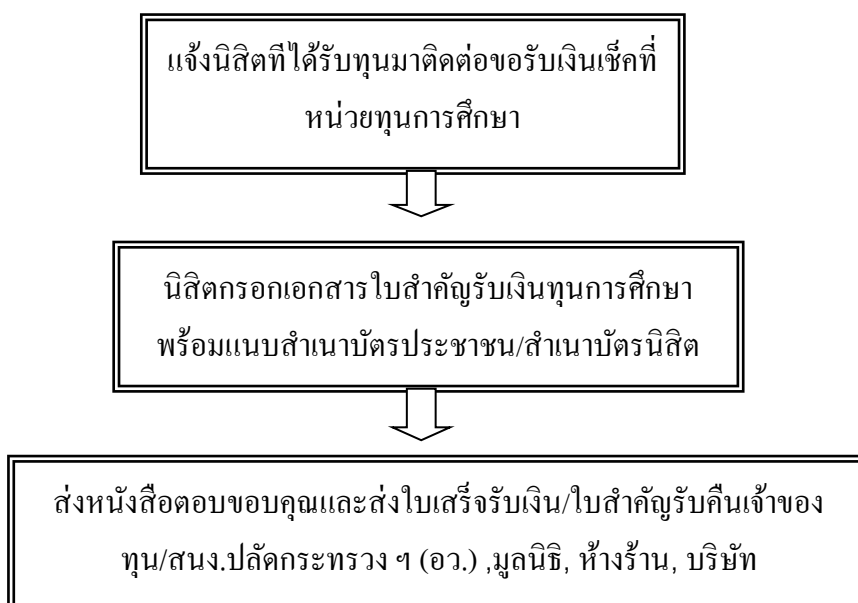 แจ้งนิสิตที่ได้รับทุนมาติดต่อขอรับเงินเช็คที่
หน่วยทุนการศึกษา
นิสิตกรอกเอกสารใบสำคัญรับเงินทุนการศึกษา
พร้อมแนบสำเนาบัตรประชาชน/สำเนาบัตรนิสิต
ส่งหนังสือตอบขอบคุณและส่งใบเสร็จรับเงิน/ใบสำคัญรับคืนเจ้าของ
ทุน/สนง.ปลัดกระทรวง ฯ (อว.) ,มูลนิธิ, ห้างร้าน, บริษัท